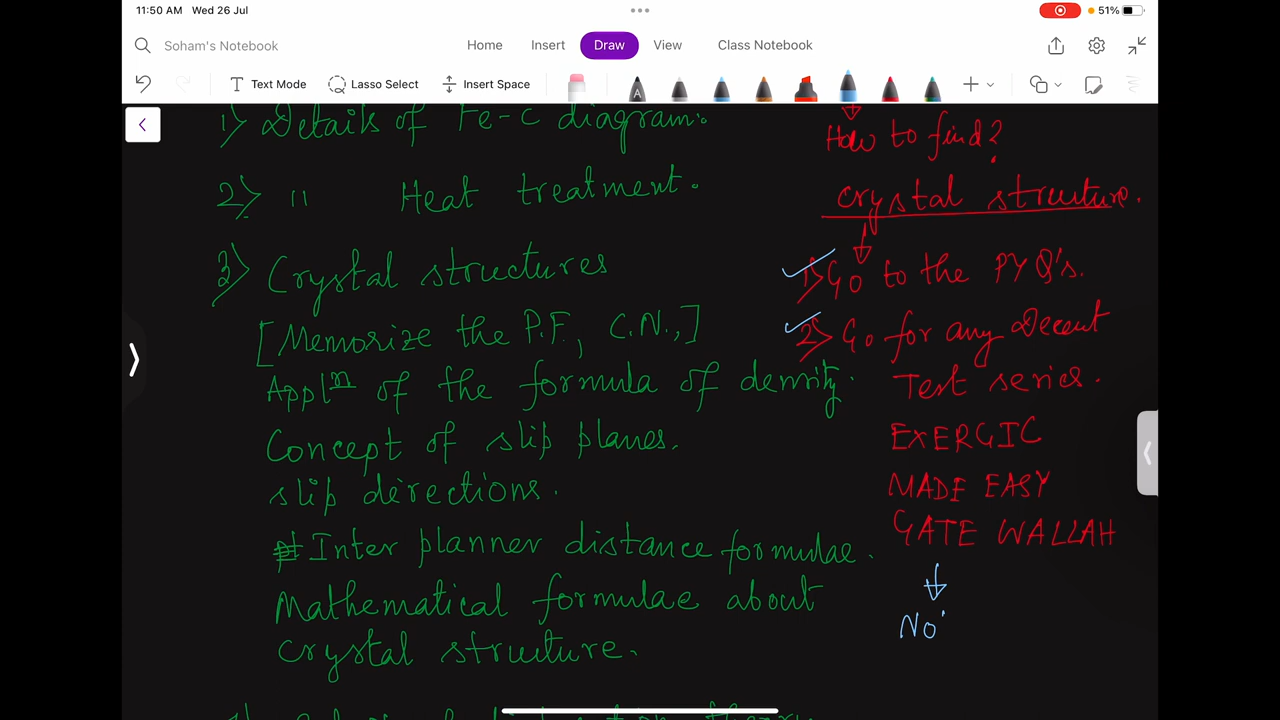 11:50 AM Wed 26 Jul
51%
Soham's Notebook
Home Insert Draw View Class Notebook
Text Mode Lasso Select Insert Space
A
1) Details of Fe-C diagram.
2) " Heat treatment.
3) Crystal structures
[Memorize the P.F., C.N.,]
Appl^n of the formula of density.
Concept of slip planes.
slip directions.
Inter planner distance formulae.
Mathematical formulae about
crystal structure.
How to find?
crystal structure.
1) Go to the PYQ's.
2) Go for any Decent
Test series.
EXERGIC
MADE EASY
GATE WALLAH
No